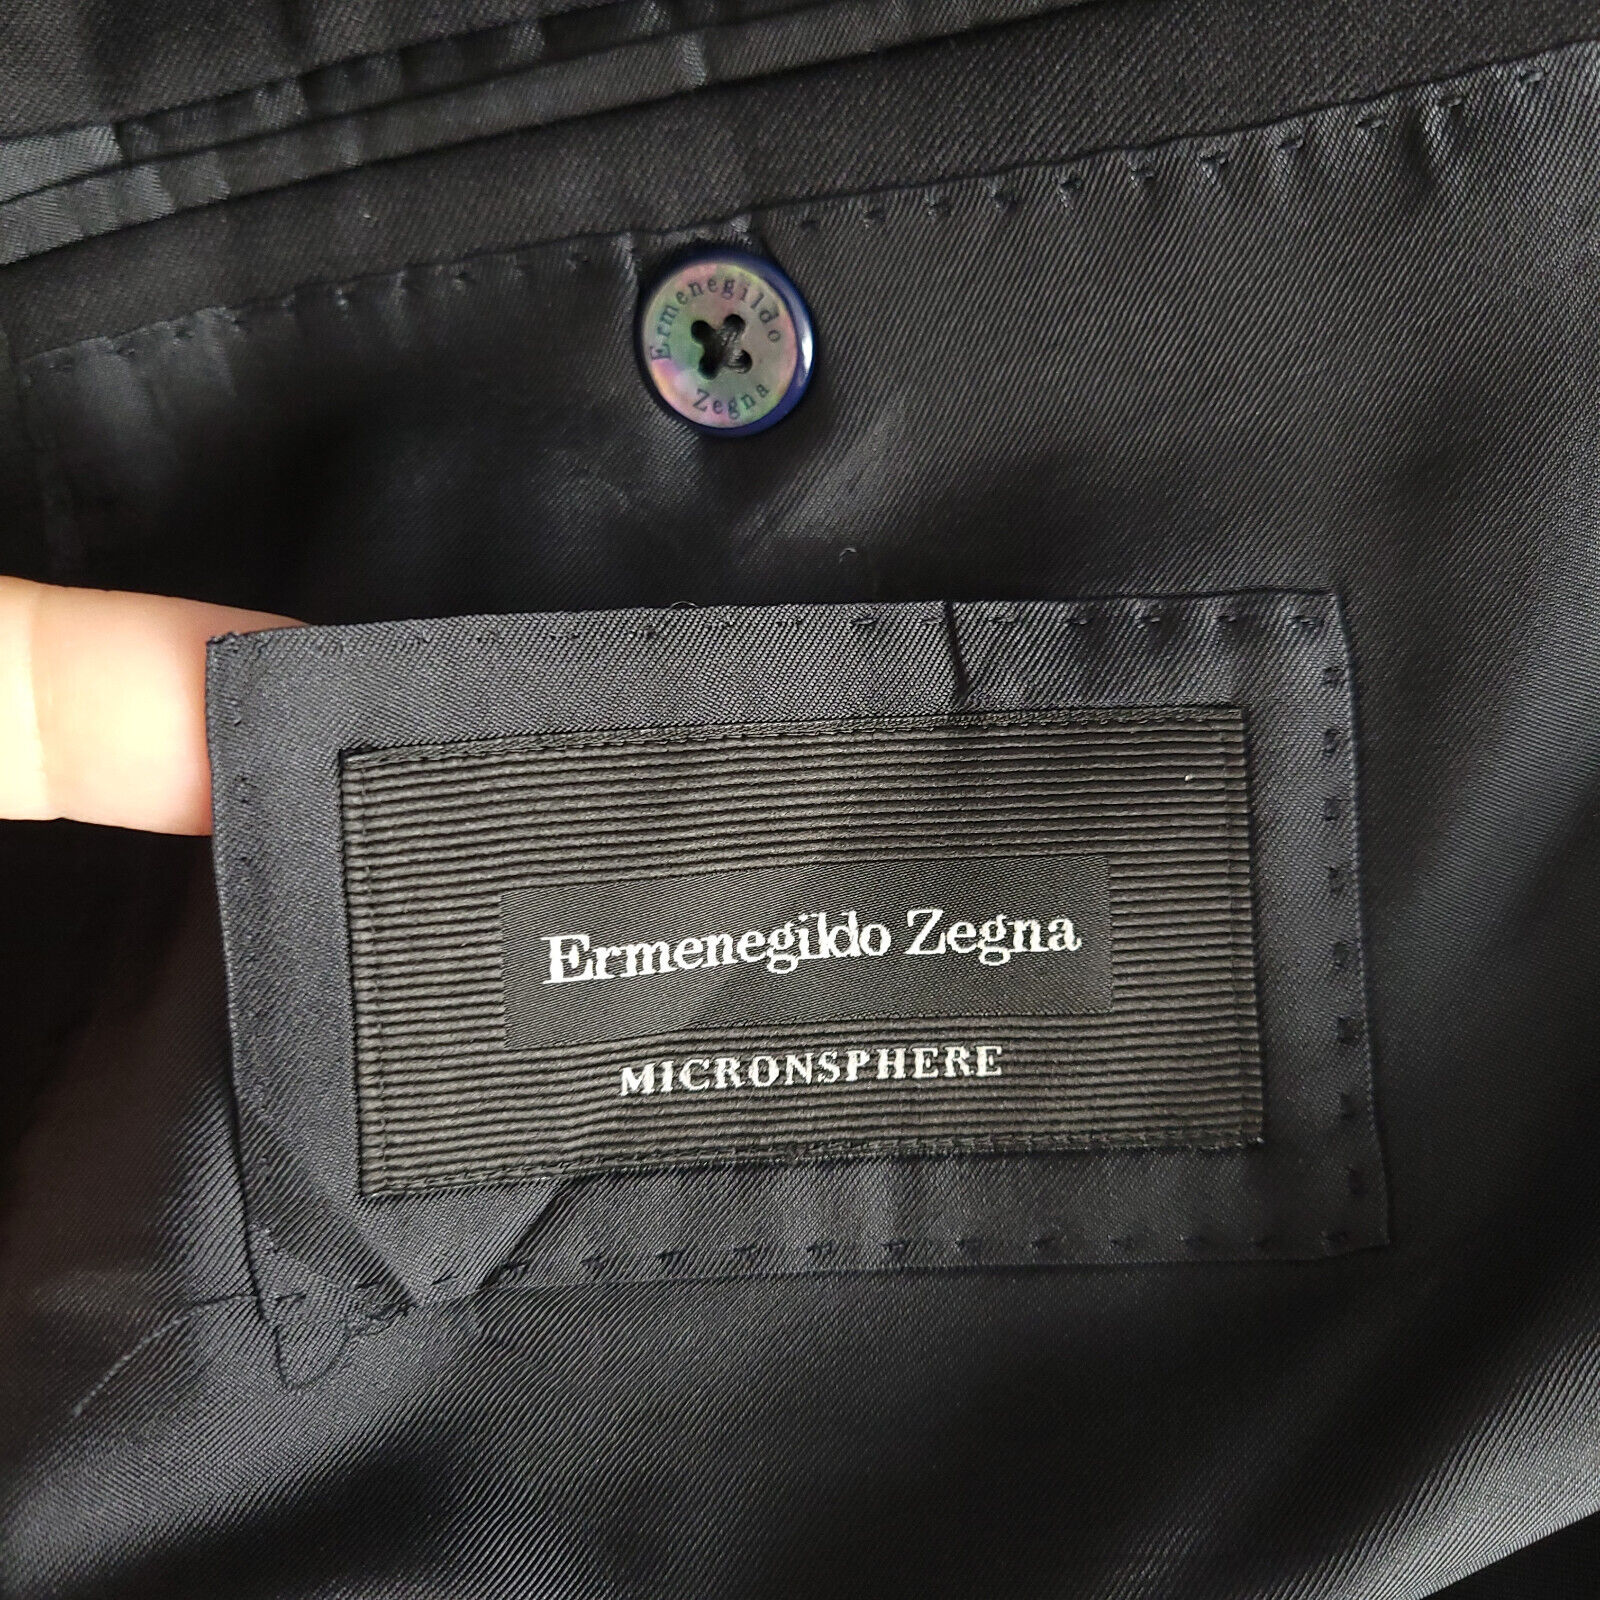 Ermenegildo
Zegna
Ermenegildo Zegna
MICRONSPHERE